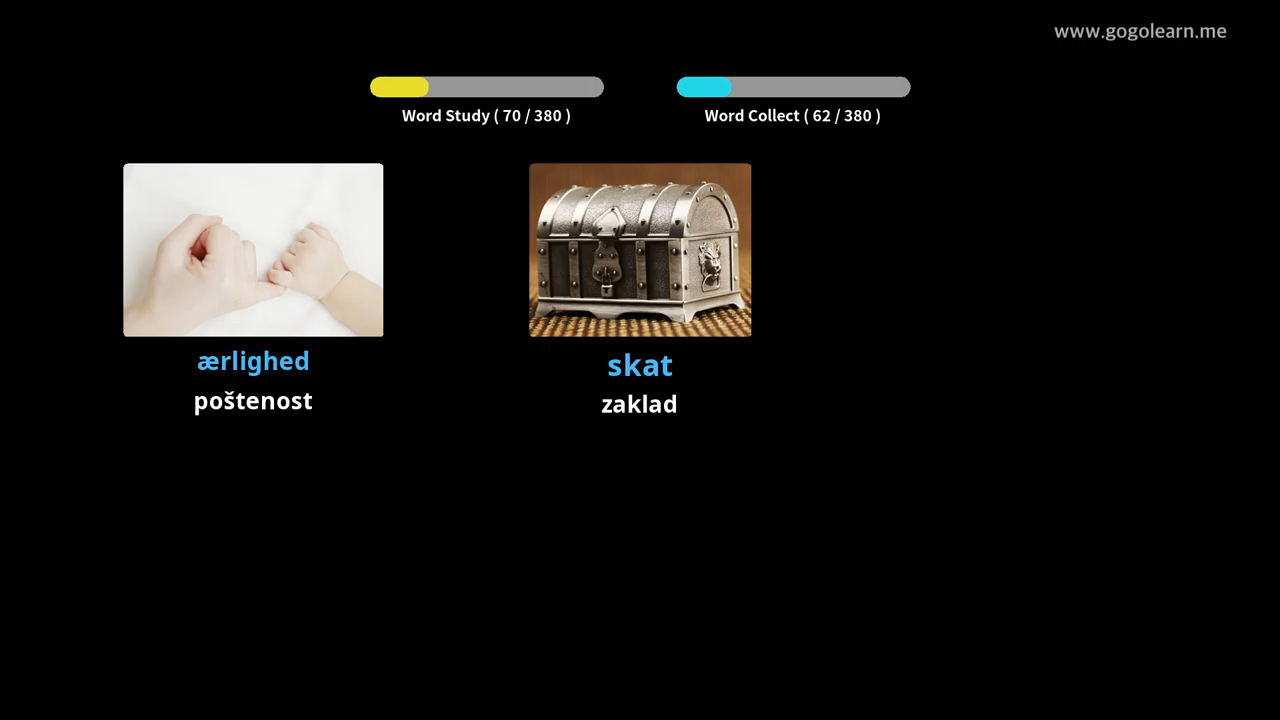 www.gogolearn.me
Word Study ( 70 / 380 )
Word Collect ( 62 / 380 )
ærlighed
poštenost
skat
zaklad